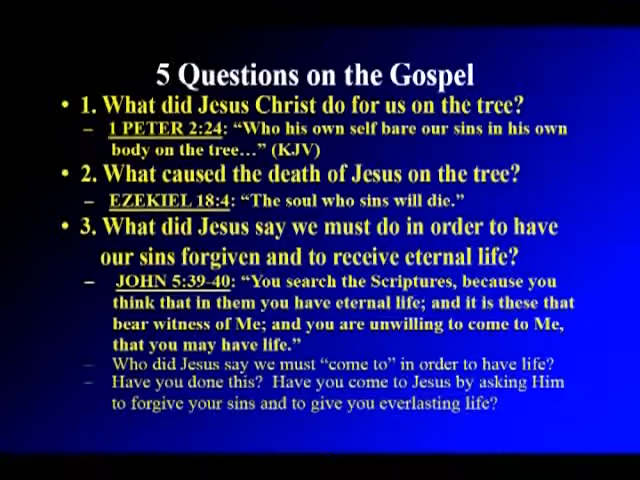 5 Questions on the Gospel
• 1. What did Jesus Christ do for us on the tree?
– 1 PETER 2:24: “Who his own self bare our sins in his own
body on the tree…” (KJV)
• 2. What caused the death of Jesus on the tree?
– EZEKIEL 18:4: “The soul who sins will die.”
• 3. What did Jesus say we must do in order to have
our sins forgiven and to receive eternal life?
– JOHN 5:39-40: “You search the Scriptures, because you
think that in them you have eternal life; and it is these that
bear witness of Me; and you are unwilling to come to Me,
that you may have life.”
– Who did Jesus say we must “come to” in order to have life?
– Have you done this? Have you come to Jesus by asking Him
to forgive your sins and to give you everlasting life?